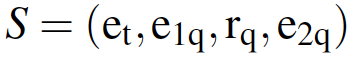 S = (e_t, e_{1q}, r_q, e_{2q})